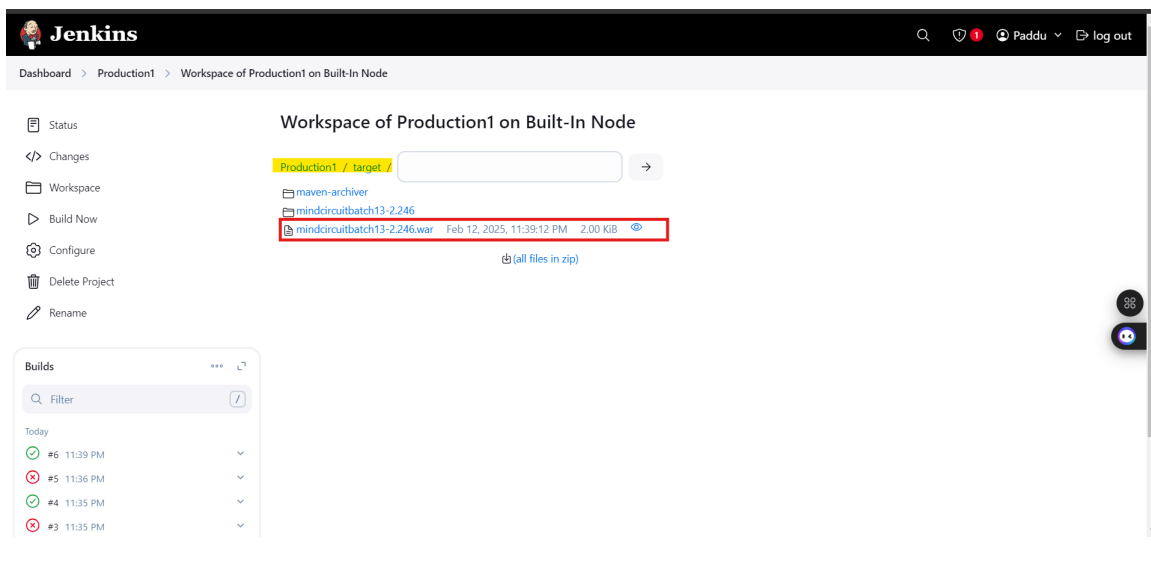 Jenkins
1
Paddu
log out
Dashboard > Production1 > Workspace of Production1 on Built-In Node
Status
Changes
Workspace
Build Now
Configure
Delete Project
Rename
Workspace of Production1 on Built-In Node
Production1 / target /
maven-archiver
mindcircuitbatch13-2.246
mindcircuitbatch13-2.246.war Feb 12, 2025, 11:39:12 PM 2.00 KiB
(all files in zip)
Builds
Filter /
Today
#6 11:39 PM
#5 11:36 PM
#4 11:35 PM
#3 11:35 PM